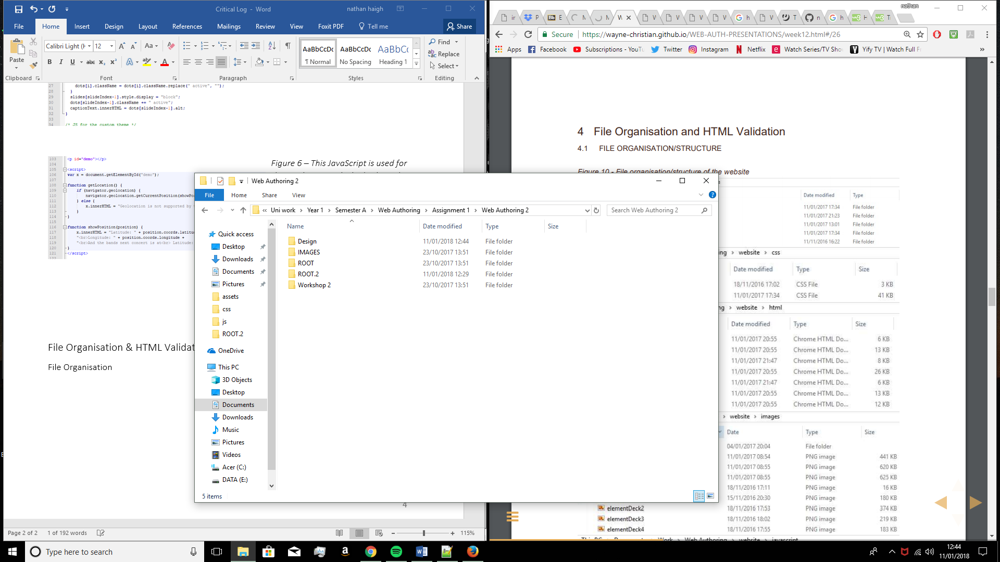 Critical Log - Word
nathan haigh
File Home Insert Design Layout References Mailings Review View Foxit PDF Tell me Share
Paste
Clipboard
Calibri Light (H 12
Font
Paragraph
AaBbCcDc AaBbCcDc AaBbCc
¶ Normal No Spacing Heading 1
Styles
Find
Replace
Select
Editing
27 dots[i].className = dots[i].className.replace(" active", "");
28 }
29 slides[slideIndex-1].style.display = "block";
30 dots[slideIndex-1].className += " active";
31 captionText.innerHTML = dots[slideIndex-1].alt;
32 }
33
34 /* JS for the custom theme */
103 <p id="demo"></p>
104
105 <script>
106 var x = document.getElementById("demo");
107
108 function getLocation() {
109 if (navigator.geolocation) {
110 navigator.geolocation.getCurrentPosition(showPos
111 } else {
112 x.innerHTML = "Geolocation is not supported by
113 }
114 }
115
116 function showPosition(position) {
117 x.innerHTML = "Latitude: " + position.coords.latitu
118 "<br>Longitude: " + position.coords.longitude +
119 "<br>And the bands next concert is at<br> Latitude:
120 }
121 </script>
Figure 6 – This JavaScript is used for
File Organisation & HTML Validat
File Organisation
4
Page 2 of 2 1 of 192 words 115%
Web Authoring 2
File Home Share View
« Uni work > Year 1 > Semester A > Web Authoring > Assignment 1 > Web Authoring 2
Search Web Authoring 2
Name Date modified Type Size
Design 11/01/2018 12:44 File folder
IMAGES 23/10/2017 13:51 File folder
ROOT 23/10/2017 13:51 File folder
ROOT.2 11/01/2018 12:29 File folder
Workshop 2 23/10/2017 13:51 File folder
Quick access
Desktop
Downloads
Documents
Pictures
assets
css
js
ROOT.2
OneDrive
This PC
3D Objects
Desktop
Documents
Downloads
Music
Pictures
Videos
Acer (C:)
DATA (E:)
5 items
nathan
Secure https://wayne-christian.github.io/WEB-AUTH-PRESENTATIONS/week12.html#/26
Apps Facebook Subscriptions - YouTu Twitter Instagram Netflix Watch Series/TV Sho Yify TV | Watch Full F »
4 File Organisation and HTML Validation
4.1 FILE ORGANISATION/STRUCTURE
Figure 10 - File organisation/structure of the website
Date modified Type
11/01/2017 17:34 File folder
11/01/2017 21:23 File folder
11/01/2017 13:01 File folder
11/01/2017 17:34 File folder
11/11/2016 16:22 File folder
ing > website > css
Date modified Type Size
18/11/2016 17:02 CSS File 3 KB
11/01/2017 17:34 CSS File 41 KB
ng > website > html
Date modified Type Size
11/01/2017 20:55 Chrome HTML Do... 6 KB
11/01/2017 20:55 Chrome HTML Do... 13 KB
11/01/2017 21:47 Chrome HTML Do... 8 KB
11/01/2017 20:55 Chrome HTML Do... 26 KB
11/01/2017 21:47 Chrome HTML Do... 6 KB
11/01/2017 20:55 Chrome HTML Do... 13 KB
11/01/2017 20:55 Chrome HTML Do... 12 KB
> website > images
Date Type Size
04/01/2017 20:04 File folder
11/01/2017 08:54 PNG image 441 KB
11/01/2017 08:55 PNG image 620 KB
11/01/2017 08:55 PNG image 625 KB
18/11/2016 17:11 PNG image 16 KB
15/11/2016 20:30 PNG image 180 KB
elementDeck2 18/11/2016 17:53 PNG image 374 KB
elementDeck3 18/11/2016 18:02 PNG image 219 KB
elementDeck4 18/11/2016 17:55 PNG image 183 KB
Type here to search
12:44
11/01/2018